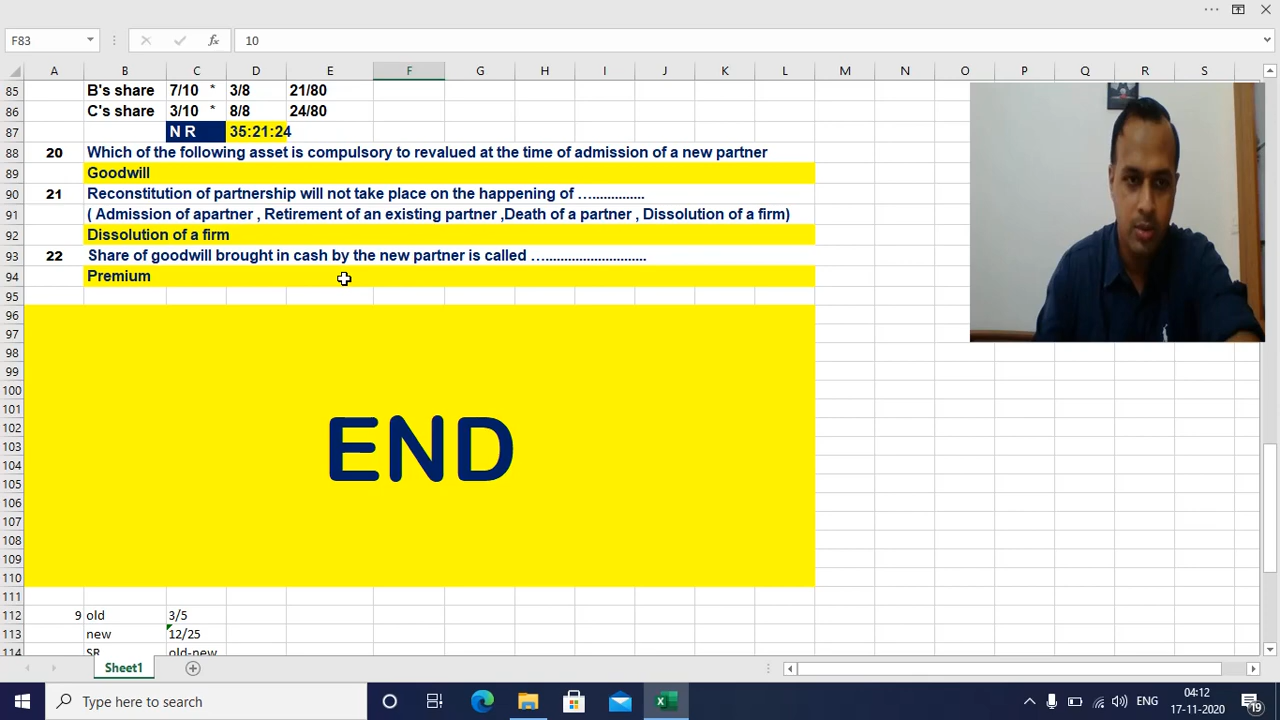 F83 fx 10
A B C D E F G H I J K L M N O P Q R S
85 B's share 7/10 * 3/8 21/80
86 C's share 3/10 * 8/8 24/80
87 N R 35:21:24
88 20 Which of the following asset is compulsory to revalued at the time of admission of a new partner
89 Goodwill
90 21 Reconstitution of partnership will not take place on the happening of ….............
91 ( Admission of apartner , Retirement of an existing partner ,Death of a partner , Dissolution of a firm)
92 Dissolution of a firm
93 22 Share of goodwill brought in cash by the new partner is called …..........................
94 Premium
95
96
97
98
99
100
101
102
END
103
104
105
106
107
108
109
110
111
112 9 old 3/5
113 new 12/25
114 SR old-new
Sheet1
Type here to search
ENG
04:12
17-11-2020
19